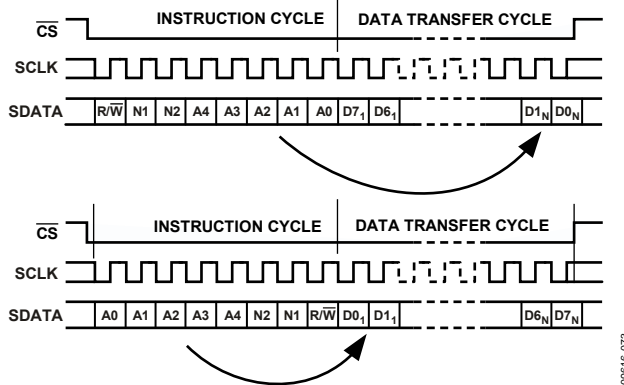 INSTRUCTION CYCLE DATA TRANSFER CYCLE
CS
SCLK
SDATA R/W N1 N2 A4 A3 A2 A1 A0 D7₁ D6₁ D1N D0N
INSTRUCTION CYCLE DATA TRANSFER CYCLE
CS
SCLK
SDATA A0 A1 A2 A3 A4 N2 N1 R/W D0₁ D1₁ D6N D7N